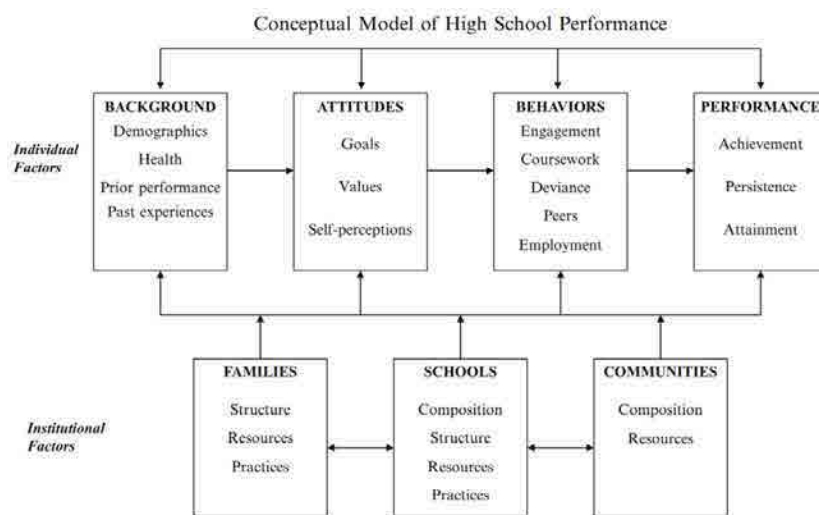 Conceptual Model of High School Performance
Individual
Factors
BACKGROUND
Demographics
Health
Prior performance
Past experiences
ATTITUDES
Goals
Values
Self-perceptions
BEHAVIORS
Engagement
Coursework
Deviance
Peers
Employment
PERFORMANCE
Achievement
Persistence
Attainment
Institutional
Factors
FAMILIES
Structure
Resources
Practices
SCHOOLS
Composition
Structure
Resources
Practices
COMMUNITIES
Composition
Resources